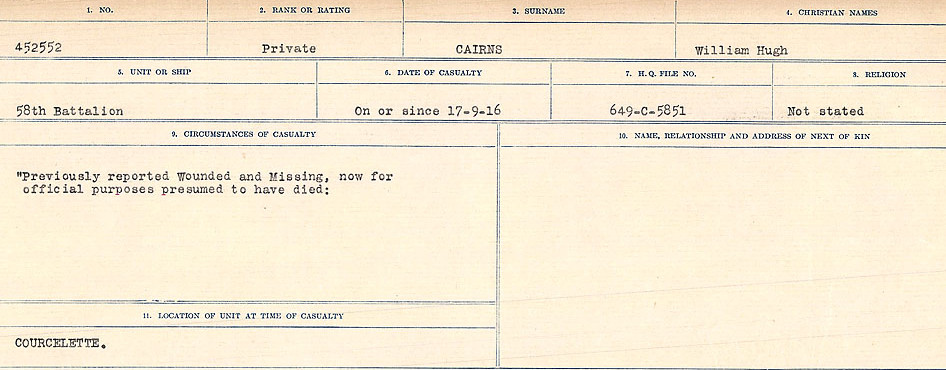 1. NO. 2. RANK OR RATING 3. SURNAME 4. CHRISTIAN NAMES
452552 Private CAIRNS William Hugh
5. UNIT OR SHIP 6. DATE OF CASUALTY 7. H.Q. FILE NO. 8. RELIGION
58th Battalion On or since 17-9-16 649-C-5851 Not stated
9. CIRCUMSTANCES OF CASUALTY
"Previously reported Wounded and Missing, now for
official purposes presumed to have died:
10. NAME, RELATIONSHIP AND ADDRESS OF NEXT OF KIN
11. LOCATION OF UNIT AT TIME OF CASUALTY
COURCELETTE.